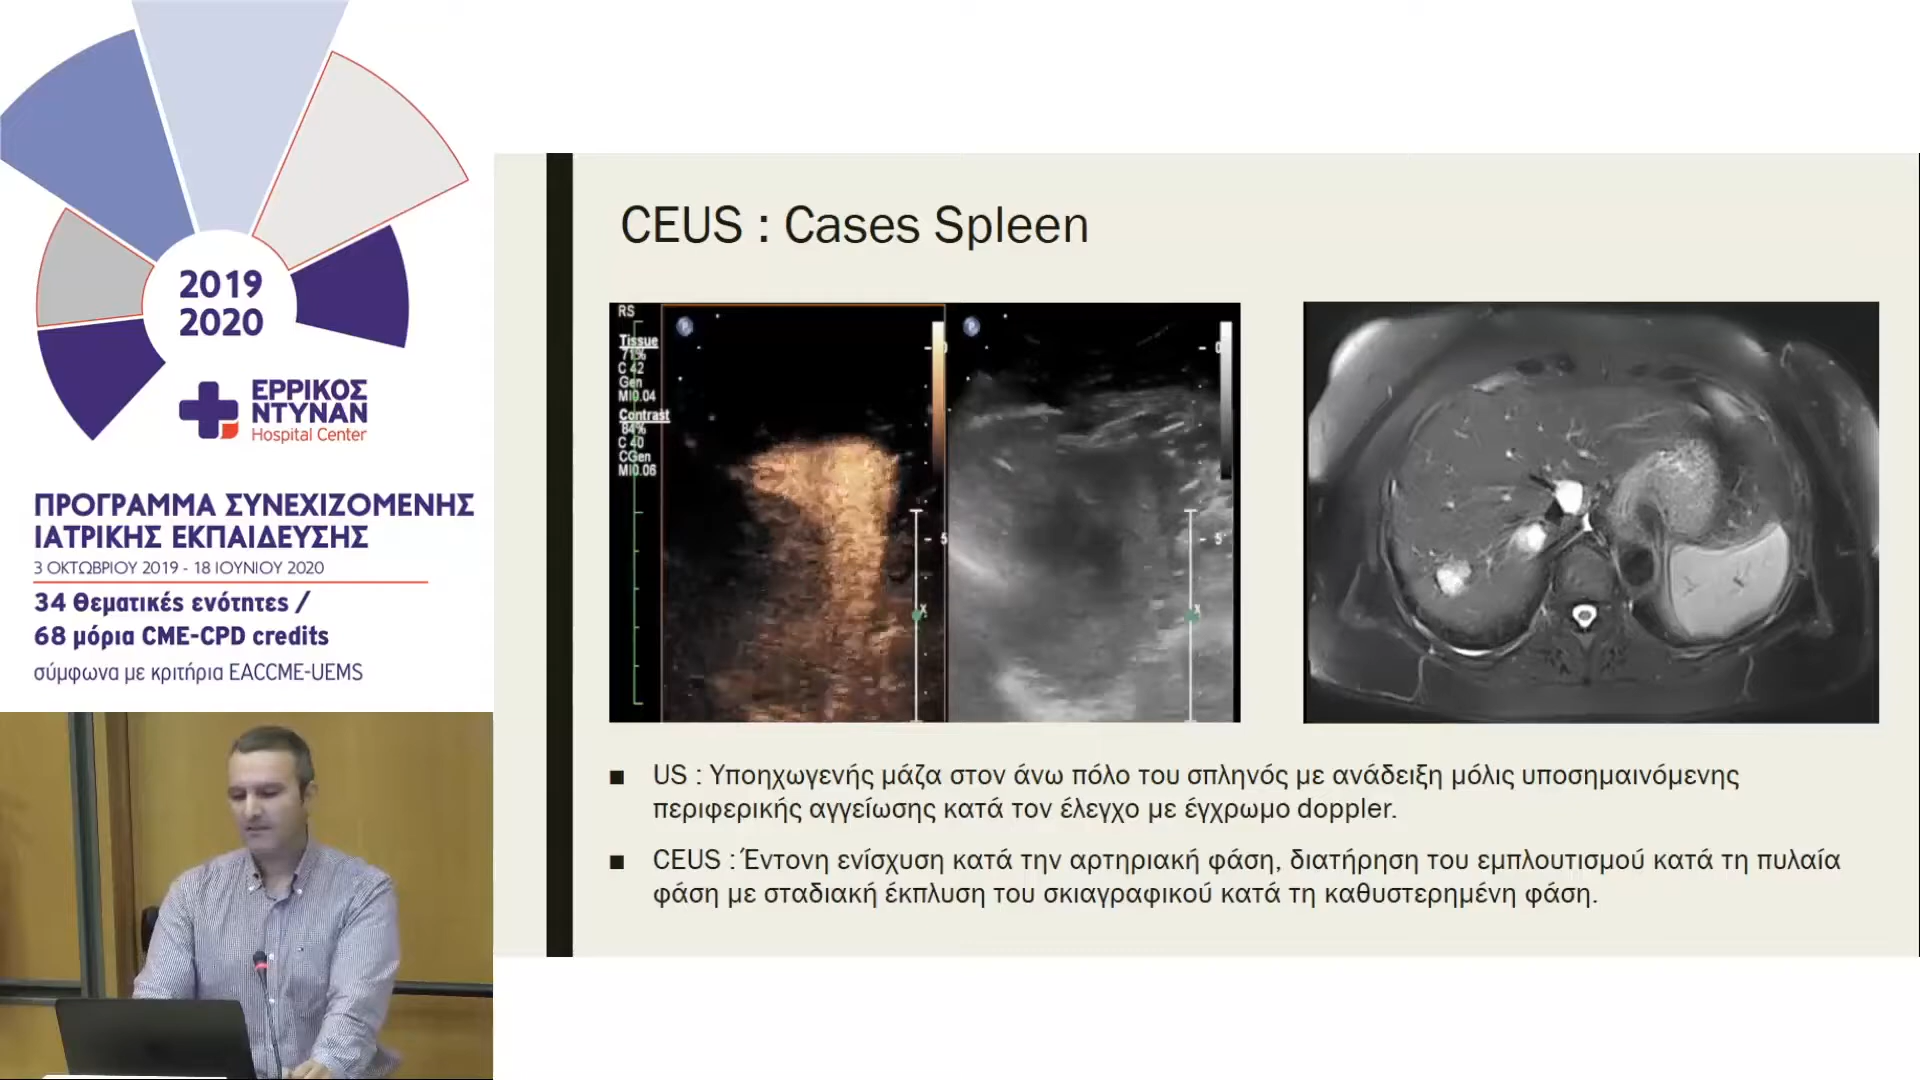 2019
2020
ΕΡΡΙΚΟΣ
ΝΤΥΝΑΝ
Hospital Center
ΠΡΟΓΡΑΜΜΑ ΣΥΝΕΧΙΖΟΜΕΝΗΣ
ΙΑΤΡΙΚΗΣ ΕΚΠΑΙΔΕΥΣΗΣ
3 ΟΚΤΩΒΡΙΟΥ 2019 - 18 ΙΟΥΝΙΟΥ 2020
34 θεματικές ενότητες /
68 μόρια CME-CPD credits
σύμφωνα με κριτήρια EACCME-UEMS
CEUS : Cases Spleen
RS
Tissue
71%
C 42
Gen
MI0.04
Contrast
84%
C 40
CGen
MI0.06
0
5
x
0
5
x
■ US : Υποηχωγενής μάζα στον άνω πόλο του σπληνός με ανάδειξη μόλις υποσημαινόμενης
περιφερικής αγγείωσης κατά τον έλεγχο με έγχρωμο doppler.
■ CEUS : Έντονη ενίσχυση κατά την αρτηριακή φάση, διατήρηση του εμπλουτισμού κατά τη πυλαία
φάση με σταδιακή έκπλυση του σκιαγραφικού κατά τη καθυστερημένη φάση.